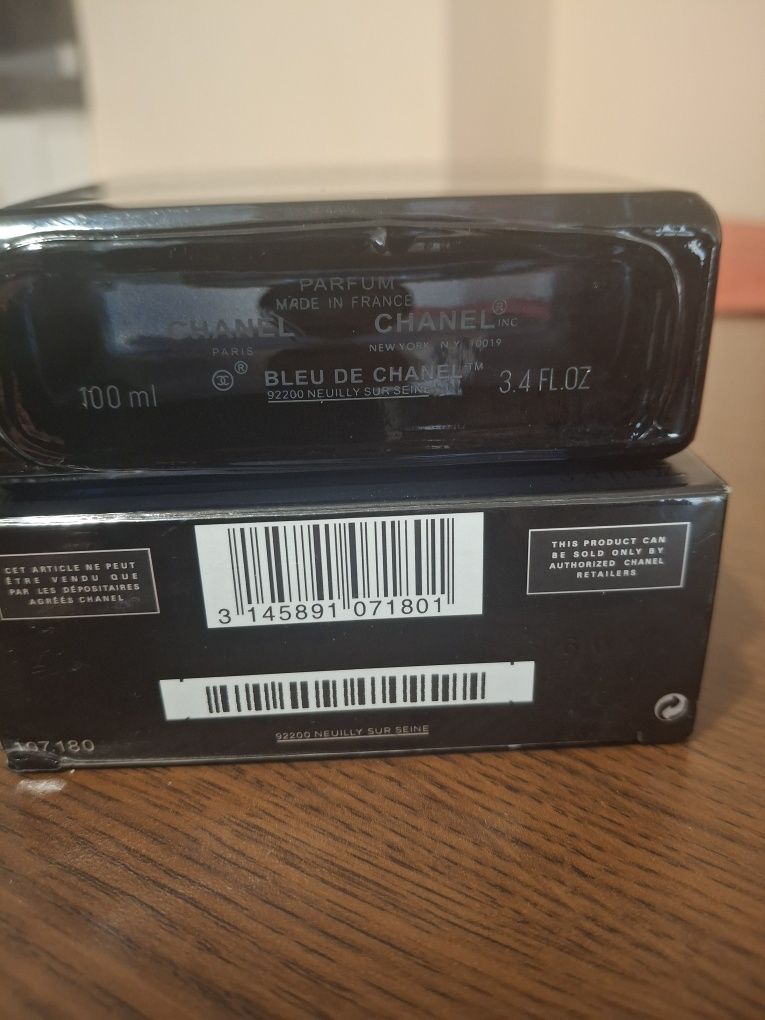 PARFUM
MADE IN FRANCE
CHANEL CHANEL® INC
PARIS NEW YORK N.Y. 10019
® BLEU DE CHANEL™
100 ml 92200 NEUILLY SUR SEINE 3.4 FL.OZ
CET ARTICLE NE PEUT
ÊTRE VENDU QUE
PAR LES DÉPOSITAIRES
AGRÉÉS CHANEL
3 145891 071801
THIS PRODUCT CAN
BE SOLD ONLY BY
AUTHORIZED CHANEL
RETAILERS
107.180
92200 NEUILLY SUR SEINE